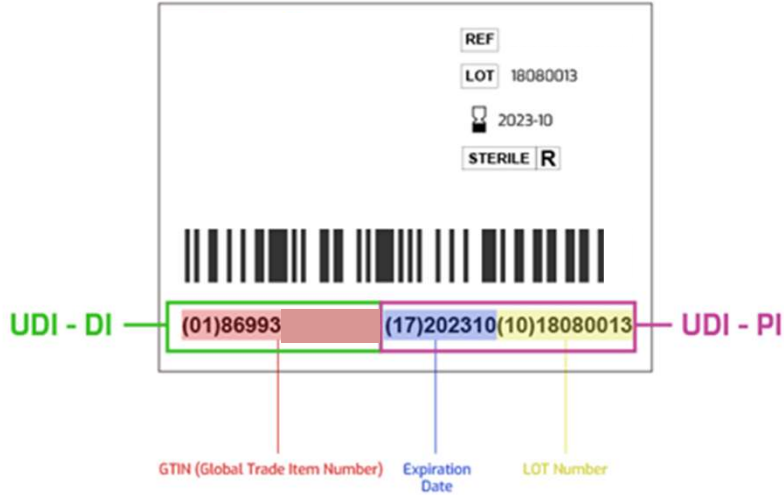 REF
LOT 18080013
2023-10
STERILE R
UDI - DI (01)86993 (17)202310(10)18080013 UDI - PI
GTIN (Global Trade Item Number) Expiration Date LOT Number